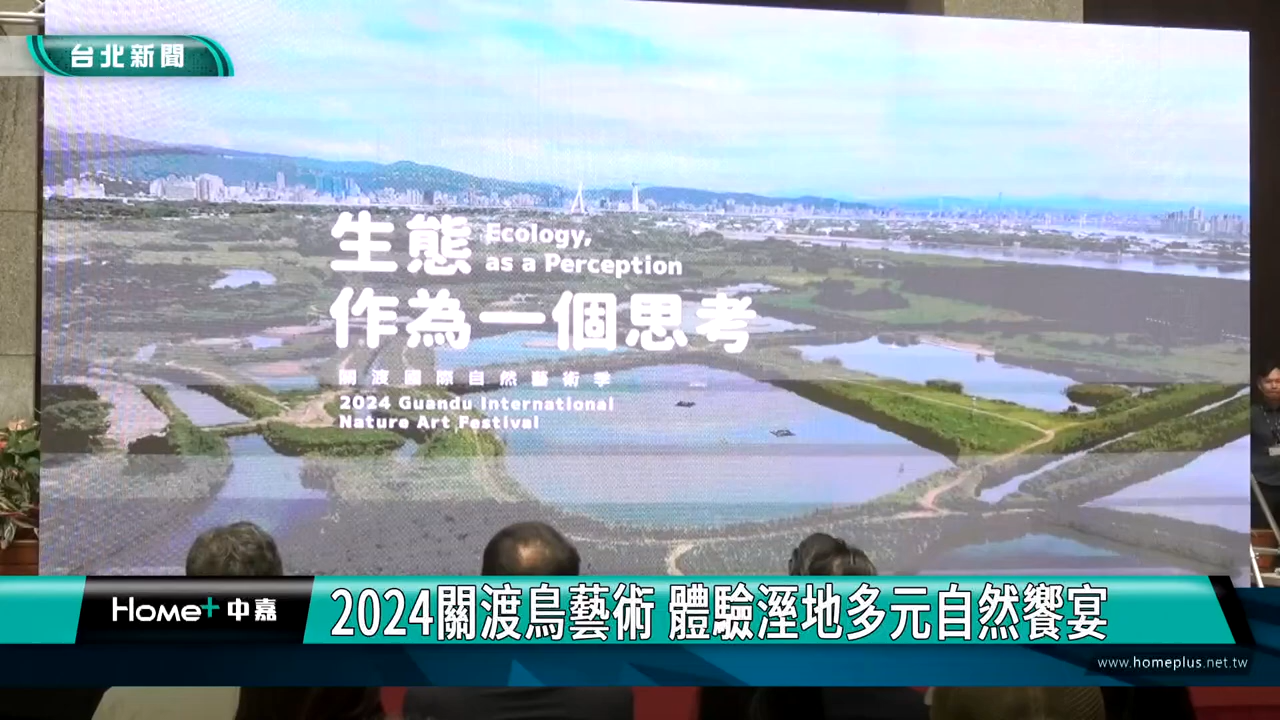 台北新聞
生態 Ecology,
as a Perception
作為一個思考
關渡國際自然藝術季
2024 Guandu International
Nature Art Festival
Home+ 中嘉
2024關渡鳥藝術 體驗溼地多元自然饗宴
www.homeplus.net.tw